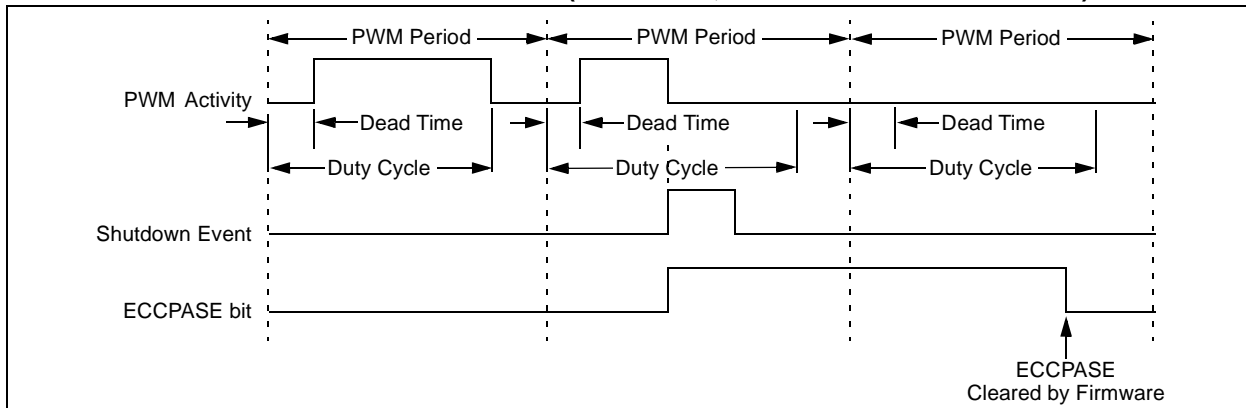 PWM Period PWM Period PWM Period
PWM Activity
Dead Time Dead Time Dead Time
Duty Cycle Duty Cycle Duty Cycle
Shutdown Event
ECCPASE bit
ECCPASE
Cleared by Firmware